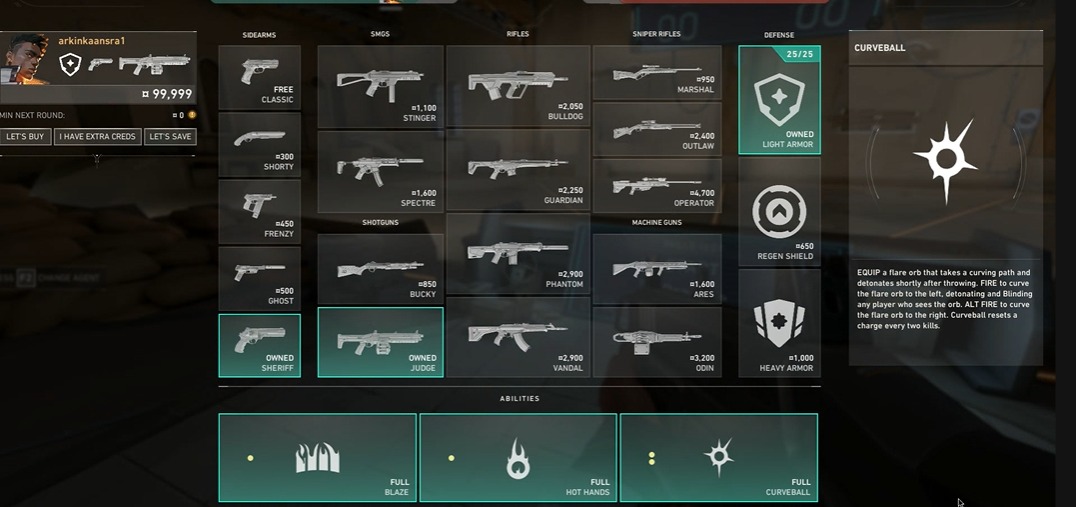 arkinkaansra1
¤ 99,999
MIN NEXT ROUND: ¤ 0
LET'S BUY
I HAVE EXTRA CREDS
LET'S SAVE
CHANGE AGENT
SIDEARMS
FREE
CLASSIC
¤300
SHORTY
¤450
FRENZY
¤500
GHOST
OWNED
SHERIFF
SMGS
¤1,100
STINGER
¤1,600
SPECTRE
SHOTGUNS
¤850
BUCKY
OWNED
JUDGE
RIFLES
¤2,050
BULLDOG
¤2,250
GUARDIAN
¤2,900
PHANTOM
¤2,900
VANDAL
SNIPER RIFLES
¤950
MARSHAL
¤2,400
OUTLAW
¤4,700
OPERATOR
MACHINE GUNS
¤1,600
ARES
¤3,200
ODIN
DEFENSE
25/25
OWNED
LIGHT ARMOR
¤650
REGEN SHIELD
¤1,000
HEAVY ARMOR
ABILITIES
FULL
BLAZE
FULL
HOT HANDS
FULL
CURVEBALL
CURVEBALL
EQUIP a flare orb that takes a curving path and
detonates shortly after throwing. FIRE to curve
the flare orb to the left, detonating and Blinding
any player who sees the orb. ALT FIRE to curve
the flare orb to the right. Curveball resets a
charge every two kills.